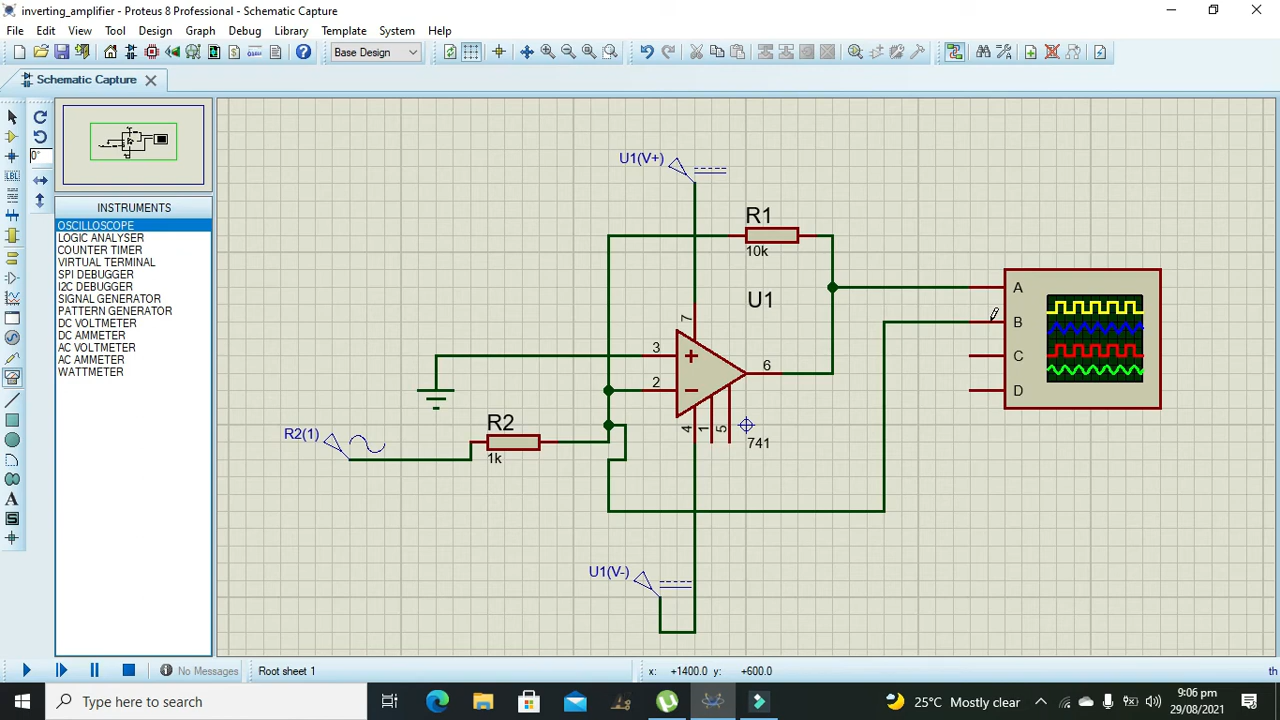 inverting_amplifier - Proteus 8 Professional - Schematic Capture
File Edit View Tool Design Graph Debug Library Template System Help
Base Design
Schematic Capture
0°
LBL
INSTRUMENTS
OSCILLOSCOPE
LOGIC ANALYSER
COUNTER TIMER
VIRTUAL TERMINAL
SPI DEBUGGER
I2C DEBUGGER
SIGNAL GENERATOR
PATTERN GENERATOR
DC VOLTMETER
DC AMMETER
AC VOLTMETER
AC AMMETER
WATTMETER
A
S
U1(V+)
R1
10k
U1
7
3
2
6
4
1
5
741
R2
1k
R2(1)
U1(V-)
A
B
C
D
No Messages
Root sheet 1
x: +1400.0 y: +600.0
th
Type here to search
25°C Mostly clear
9:06 pm
29/08/2021